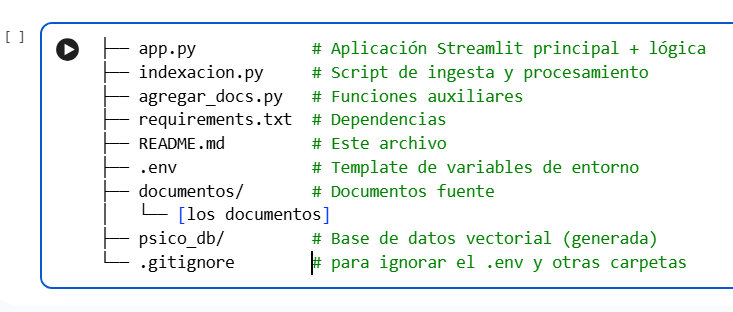 [ ]
├── app.py # Aplicación Streamlit principal + lógica
├── indexacion.py # Script de ingesta y procesamiento
├── agregar_docs.py # Funciones auxiliares
├── requirements.txt # Dependencias
├── README.md # Este archivo
├── .env # Template de variables de entorno
├── documentos/ # Documentos fuente
│   └── [los documentos]
├── psico_db/ # Base de datos vectorial (generada)
└── .gitignore # para ignorar el .env y otras carpetas